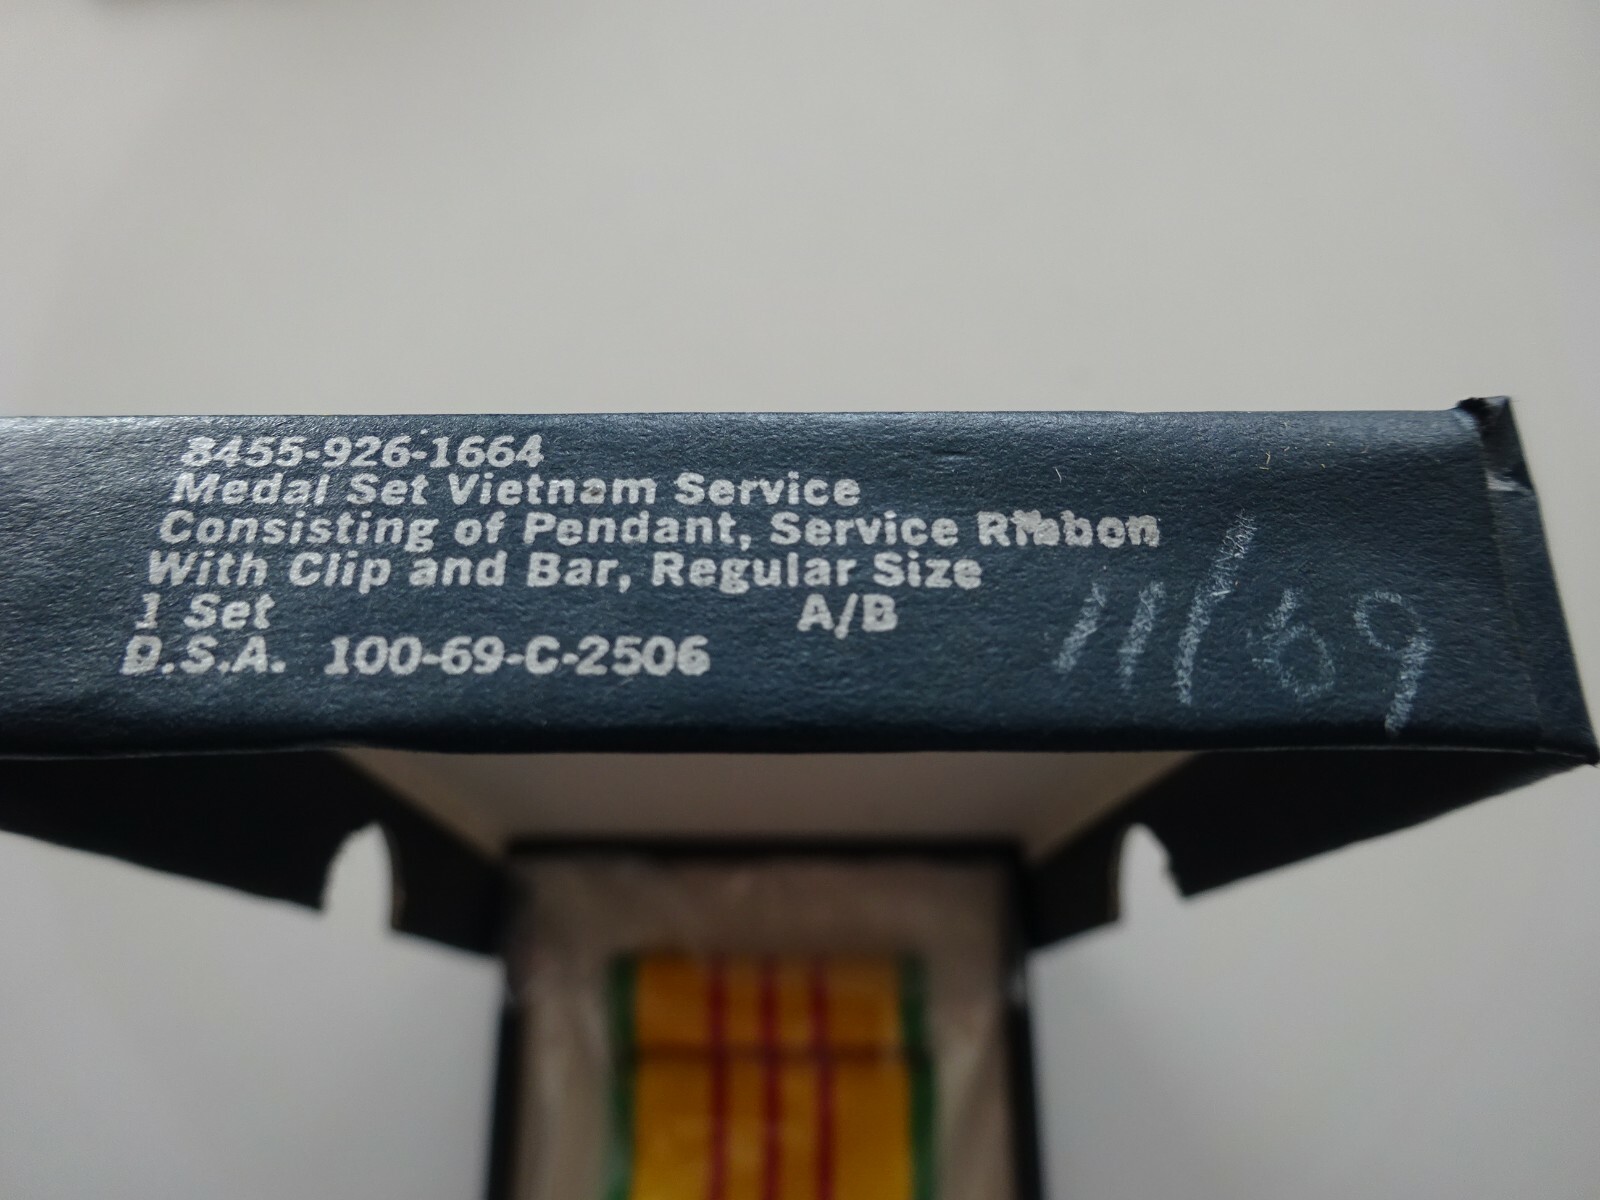 8455-926-1664
Medal Set Vietnam Service
Consisting of Pendant, Service Ribbon
With Clip and Bar, Regular Size
1 Set A/B
D.S.A. 100-69-C-2506
11/69